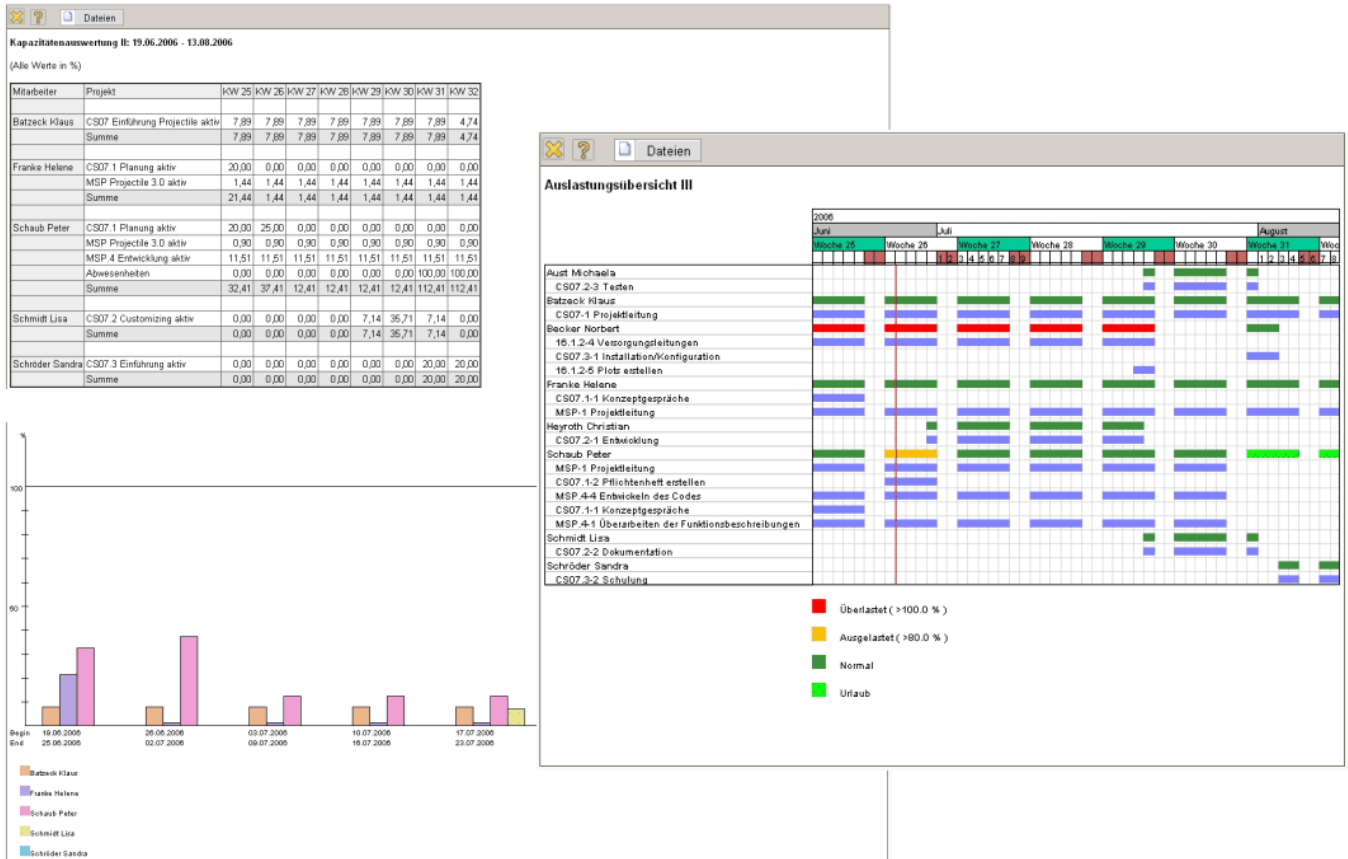 Dateien
Kapazitätenauswertung II: 19.06.2006 - 13.08.2006
(Alle Werte in %)
Mitarbeiter Projekt KW 25 KW 26 KW 27 KW 28 KW 29 KW 30 KW 31 KW 32
Batzeck Klaus CS07 Einführung Projectile aktiv 7,89 7,89 7,89 7,89 7,89 7,89 7,89 4,74
Summe 7,89 7,89 7,89 7,89 7,89 7,89 7,89 4,74
Franke Helene CS07.1 Planung aktiv 20,00 0,00 0,00 0,00 0,00 0,00 0,00 0,00
MSP Projectile 3.0 aktiv 1,44 1,44 1,44 1,44 1,44 1,44 1,44 1,44
Summe 21,44 1,44 1,44 1,44 1,44 1,44 1,44 1,44
Schaub Peter CS07.1 Planung aktiv 20,00 25,00 0,00 0,00 0,00 0,00 0,00 0,00
MSP Projectile 3.0 aktiv 0,90 0,90 0,90 0,90 0,90 0,90 0,90 0,90
MSP.4 Entwicklung aktiv 11,51 11,51 11,51 11,51 11,51 11,51 11,51 11,51
Abwesenheiten 0,00 0,00 0,00 0,00 0,00 0,00 100,00 100,00
Summe 32,41 37,41 12,41 12,41 12,41 12,41 112,41 112,41
Schmidt Lisa CS07.2 Customizing aktiv 0,00 0,00 0,00 0,00 7,14 35,71 7,14 0,00
Summe 0,00 0,00 0,00 0,00 7,14 35,71 7,14 0,00
Schröder Sandra CS07.3 Einführung aktiv 0,00 0,00 0,00 0,00 0,00 0,00 20,00 20,00
Summe 0,00 0,00 0,00 0,00 0,00 0,00 20,00 20,00
%
100
50
Begin 19.06.2006 26.06.2006 03.07.2006 10.07.2006 17.07.2006
End 25.06.2006 02.07.2006 09.07.2006 16.07.2006 23.07.2006
Batzeck Klaus
Franke Helene
Schaub Peter
Schmidt Lisa
Schröder Sandra
Dateien
Auslastungsübersicht III
2006
Juni Juli August
Woche 25 Woche 26 Woche 27 Woche 28 Woche 29 Woche 30 Woche 31 Woc
1 2 3 4 5 6 7 8 9 1 2 3 4 5 6 7 8
Aust Michaela
CS07.2-3 Testen
Batzeck Klaus
CS07-1 Projektleitung
Becker Norbert
16.1.2-4 Versorgungsleitungen
CS07.3-1 Installation/Konfiguration
16.1.2-5 Plots erstellen
Franke Helene
CS07.1-1 Konzeptgespräche
MSP-1 Projektleitung
Heyroth Christian
CS07.2-1 Entwicklung
Schaub Peter
MSP-1 Projektleitung
CS07.1-2 Pflichtenheft erstellen
MSP.4-4 Entwickeln des Codes
CS07.1-1 Konzeptgespräche
MSP.4-1 Überarbeiten der Funktionsbeschreibungen
Schmidt Lisa
CS07.2-2 Dokumentation
Schröder Sandra
CS07.3-2 Schulung
Überlastet ( >100.0 % )
Ausgelastet ( >80.0 % )
Normal
Urlaub